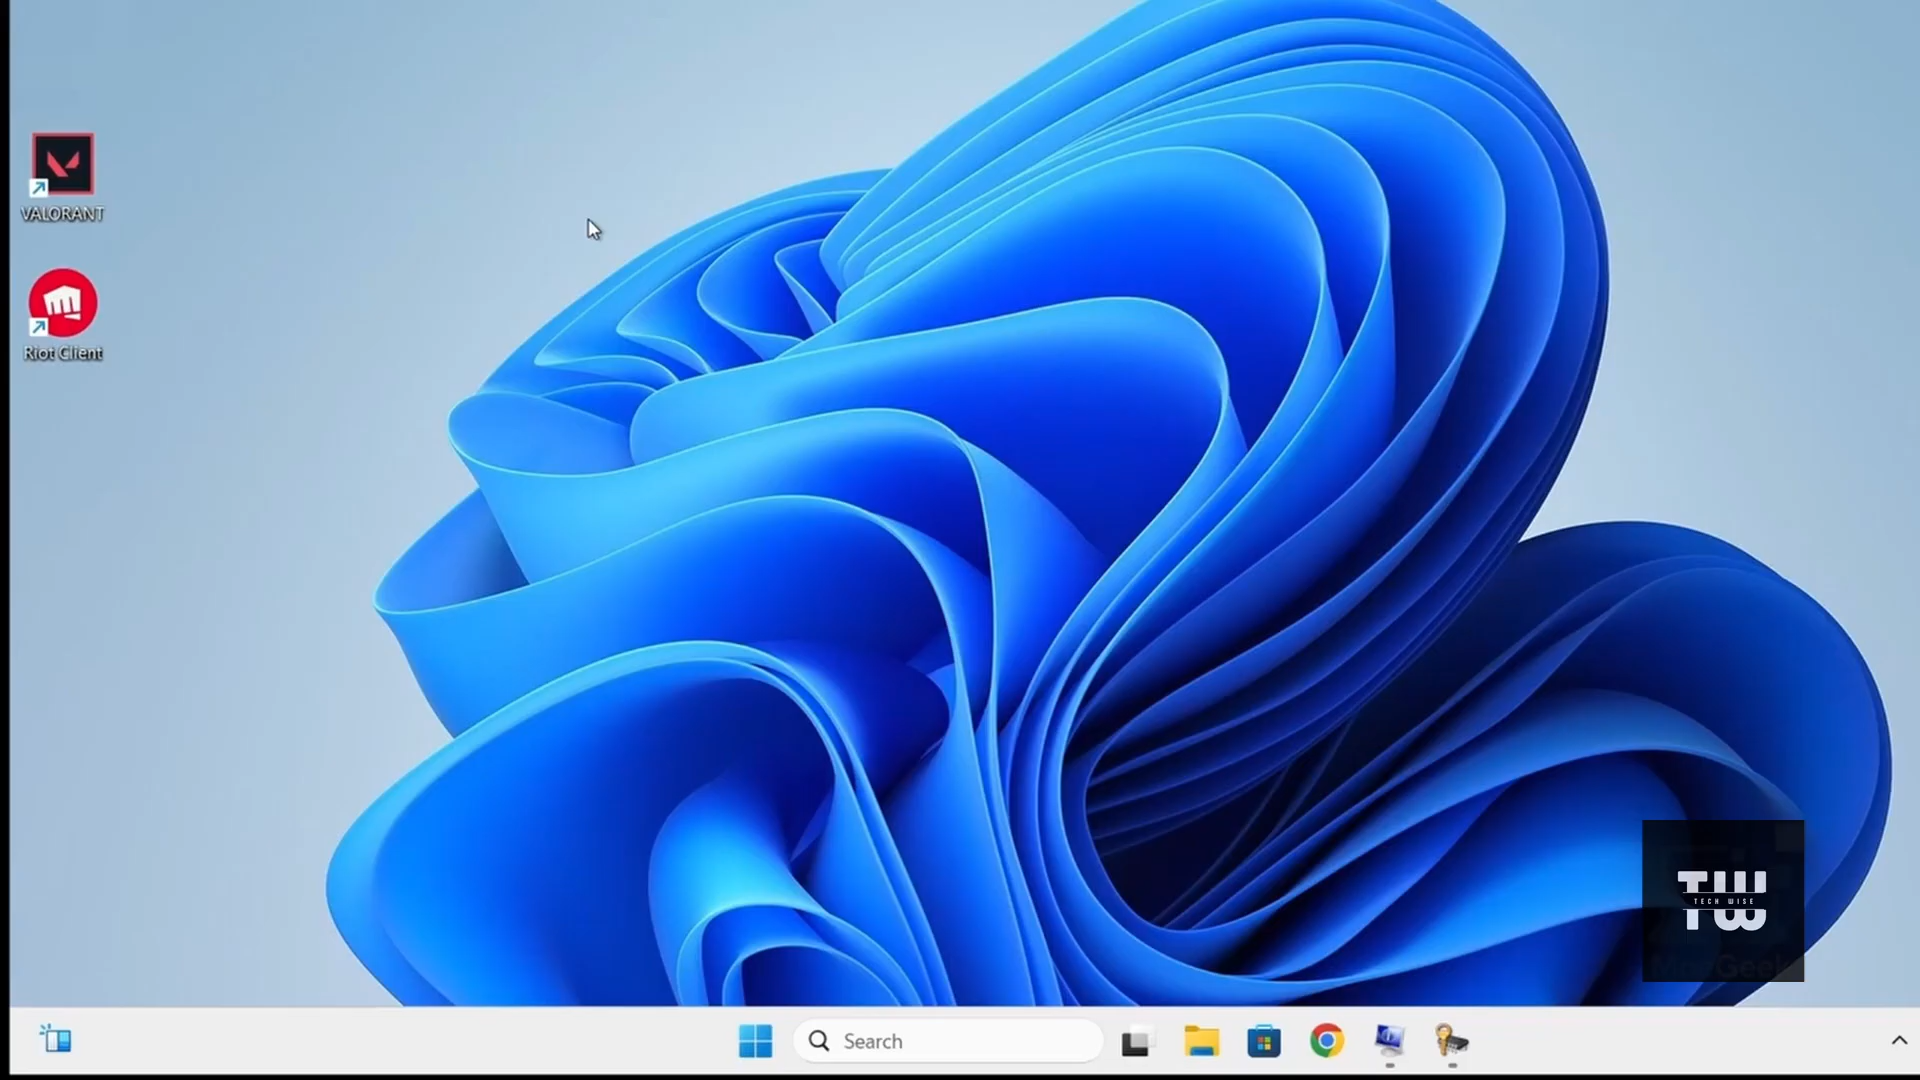 VALORANT
Riot Client
TW
TECH WISE
Search